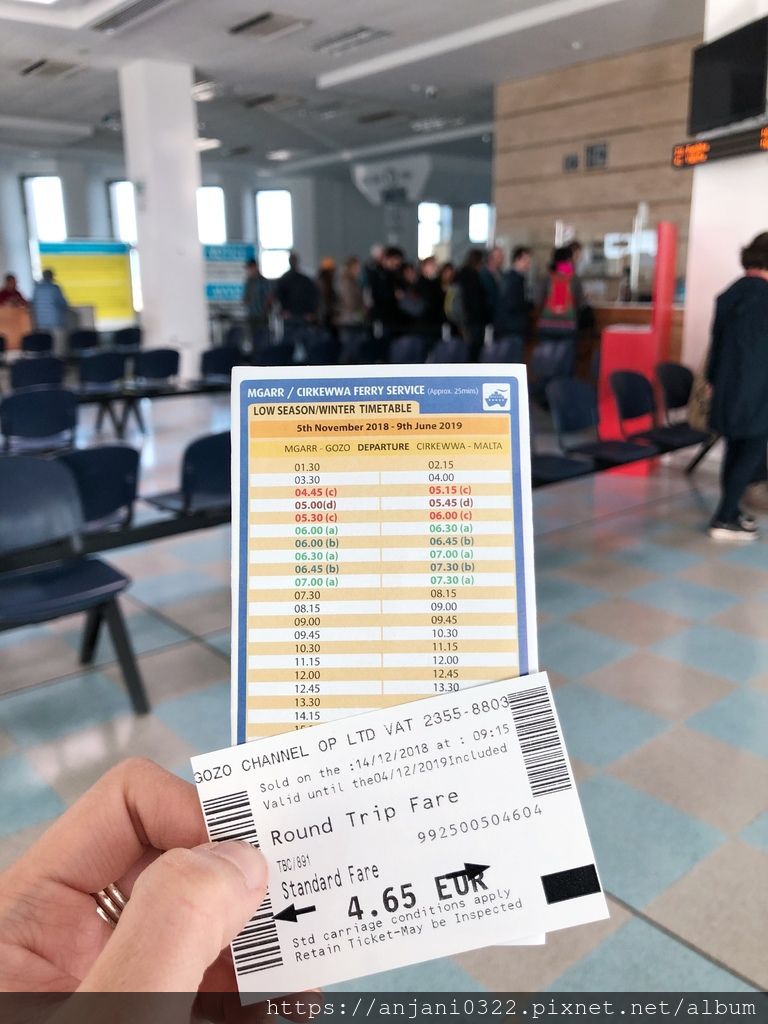 MGARR / CIRKEWWA FERRY SERVICE (Approx. 25mins)
LOW SEASON/WINTER TIMETABLE
5th November 2018 - 9th June 2019
MGARR - GOZO DEPARTURE CIRKEWWA - MALTA
01.30 02.15
03.30 04.00
04.45 (c) 05.15 (c)
05.00(d) 05.45 (d)
05.30 (c) 06.00 (c)
06.00 (a) 06.30 (a)
06.00 (b) 06.45 (b)
06.30 (a) 07.00 (a)
06.45 (b) 07.30 (b)
07.00 (a) 07.30 (a)
07.30 08.15
08.15 09.00
09.00 09.45
09.45 10.30
10.30 11.15
11.15 12.00
12.00 12.45
12.45 13.30
13.30
14.15
GOZO CHANNEL OP LTD VAT 2355-8803
Sold on the :14/12/2018 at : 09:15
Valid until the04/12/2019Included
Round Trip Fare
992500504604
TBC/891
Standard Fare
4.65 EUR
Std carriage conditions apply
Retain Ticket-May be Inspected
https://anjani0322.pixnet.net/album